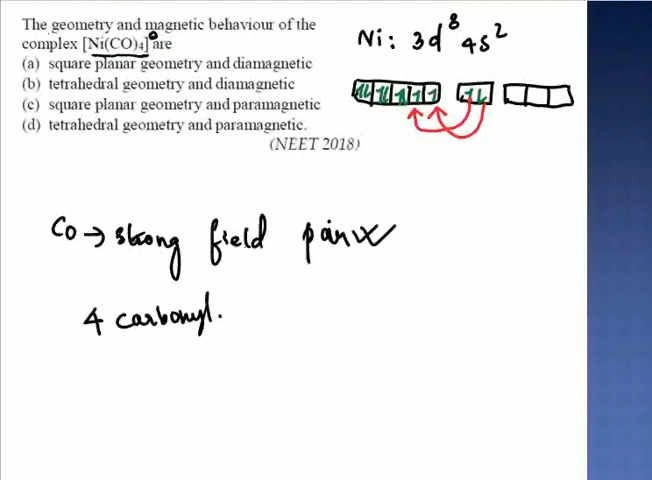 The geometry and magnetic behaviour of the
complex [Ni(CO)₄]⁰ are
(a) square planar geometry and diamagnetic
(b) tetrahedral geometry and diamagnetic
(c) square planar geometry and paramagnetic
(d) tetrahedral geometry and paramagnetic.
(NEET 2018)
Ni: 3d⁸ 4s²
Co → strong field
4 carbonyl.